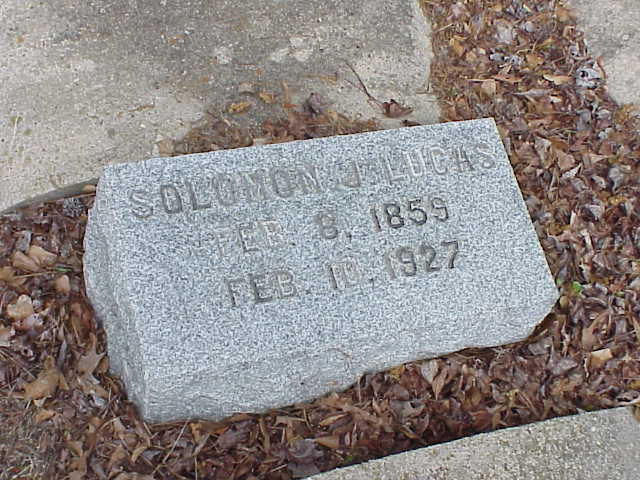 SOLOMON J. LUCAS
FEB. 8, 1859
FEB. 10, 1927